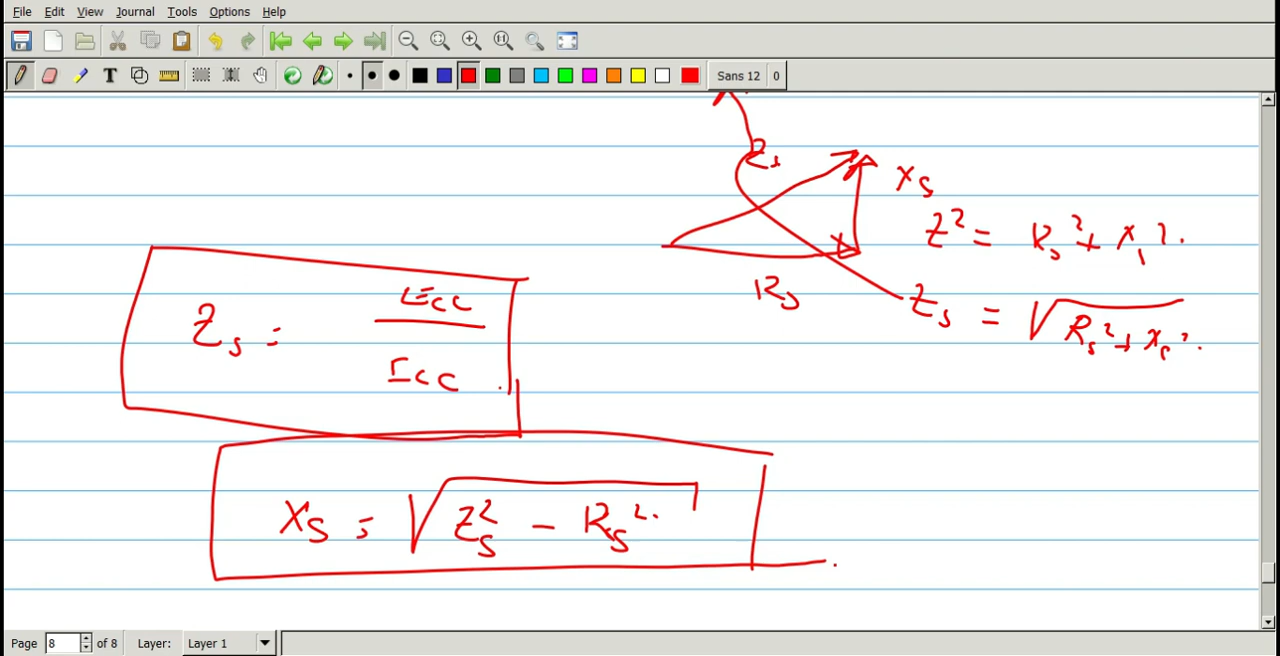 File Edit View Journal Tools Options Help
Sans 12 0
Zs
Xs
Z² = Rs² + Xs².
Rs
Zs = √Rs² + Xs².
Zs = Ecc / Icc
Xs = √Zs² - Rs².
Page 8 of 8 Layer: Layer 1